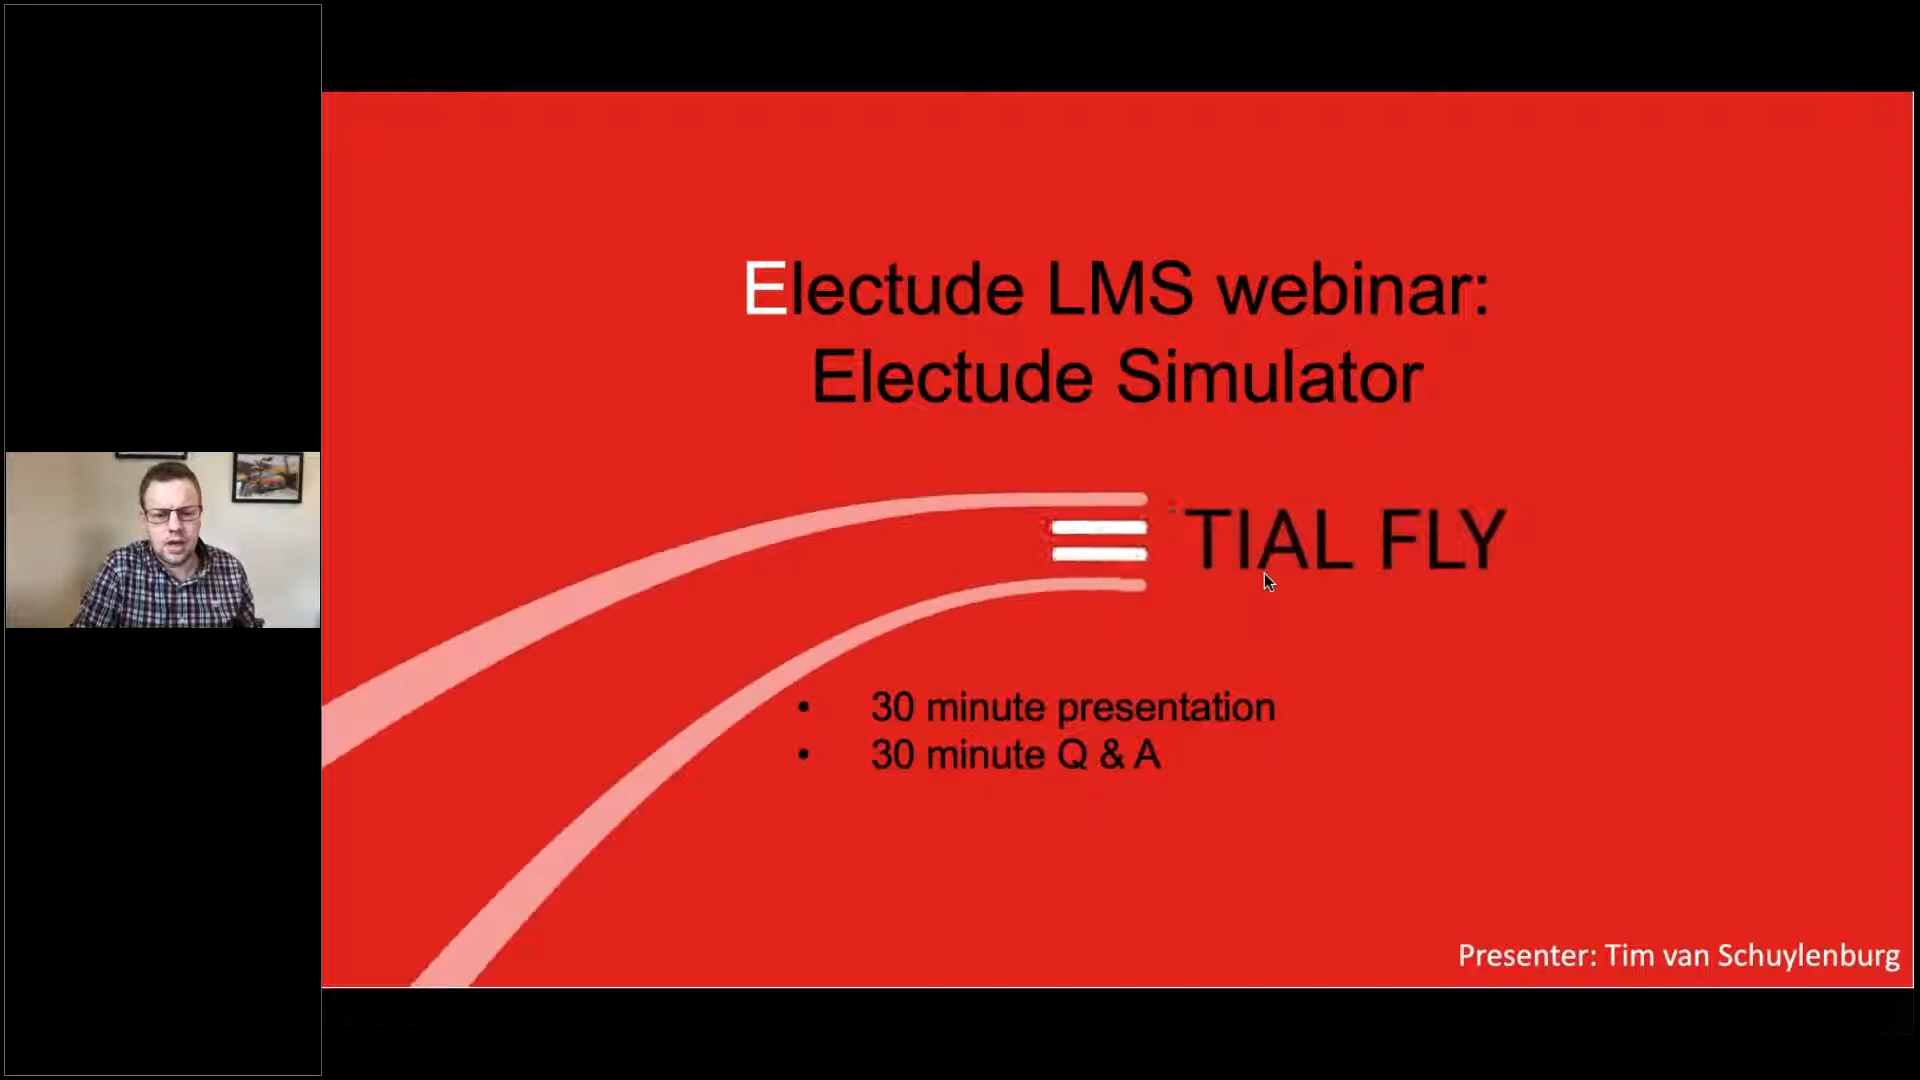 Electude LMS webinar:
Electude Simulator
TIAL FLY
• 30 minute presentation
• 30 minute Q & A
Presenter: Tim van Schuylenburg